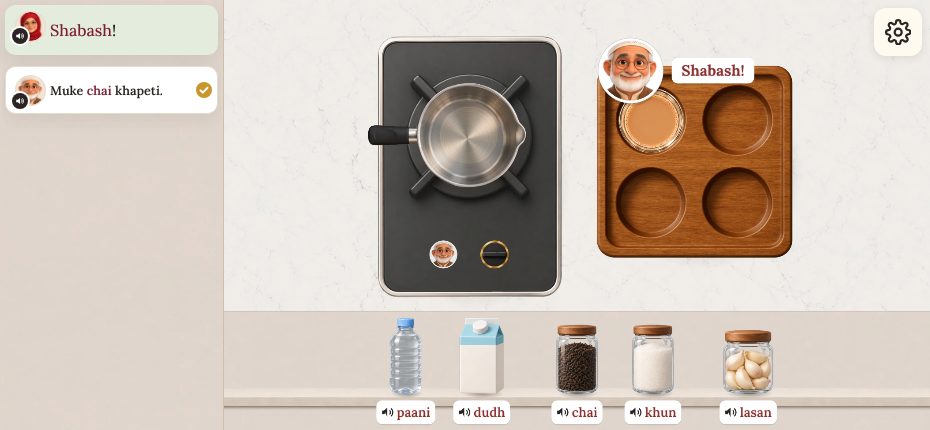 Shabash!
Muke chai khapeti.
Shabash!
paani
dudh
chai
khun
lasan